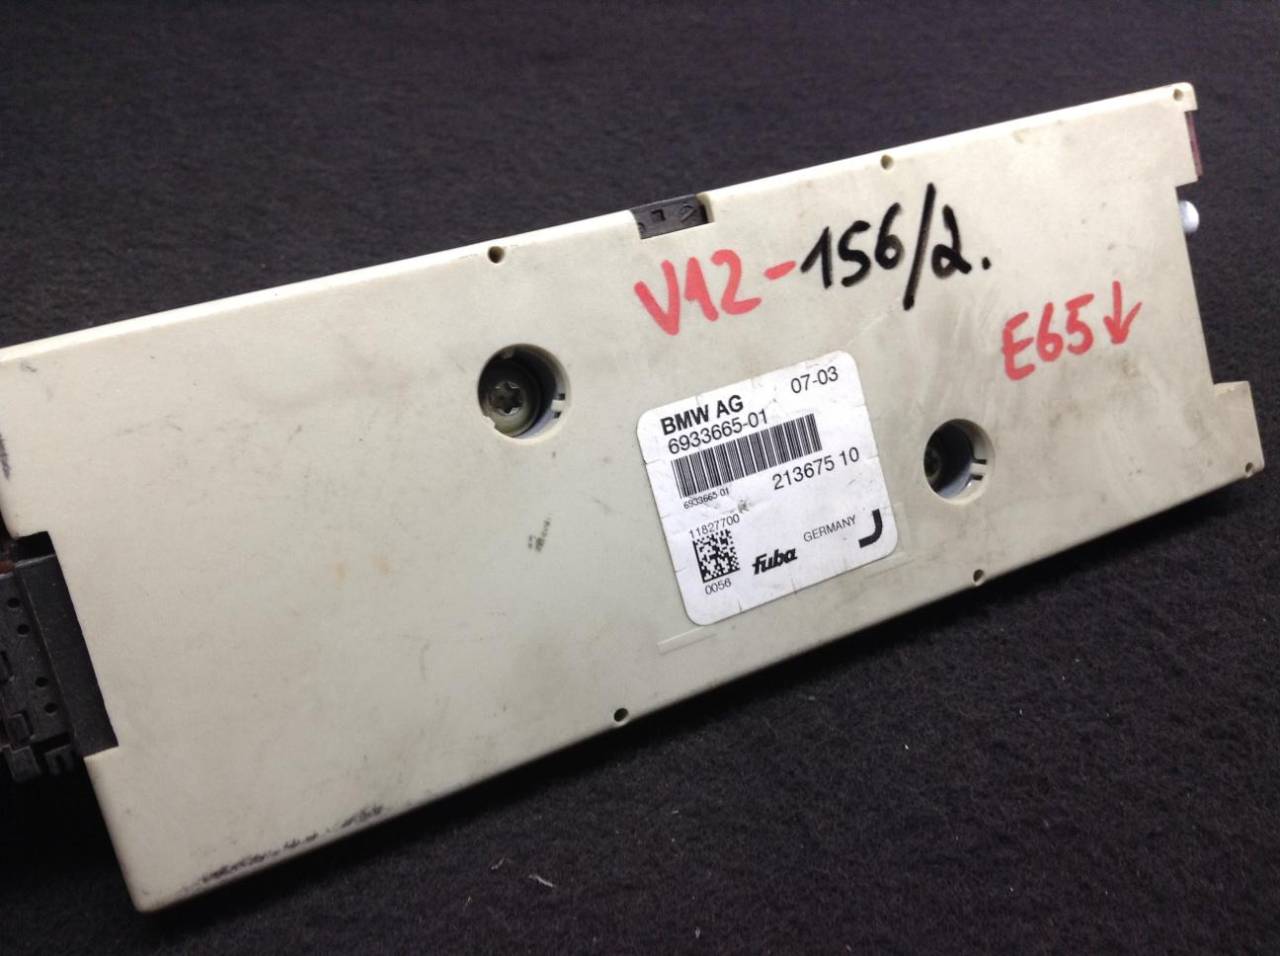 V12-156/2.
E65↓
07-03
BMW AG
6933665-01
6933665-01
213675 10
11827700
0056
fuba
GERMANY